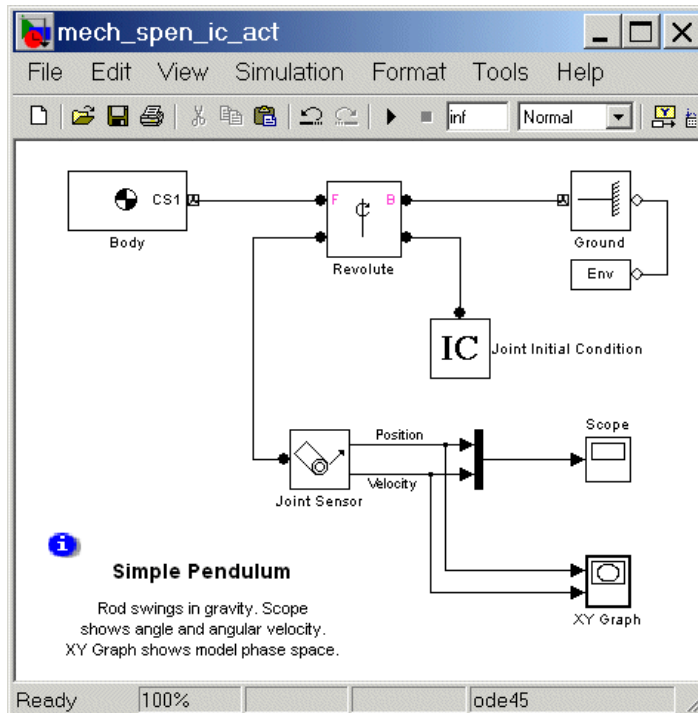 mech_spen_ic_act
File Edit View Simulation Format Tools Help
inf Normal
CS1
F B
Body
Ground
Revolute
Env
IC
Joint Initial Condition
Position
Scope
Velocity
Joint Sensor
i
Simple Pendulum
Rod swings in gravity. Scope
shows angle and angular velocity.
XY Graph shows model phase space.
XY Graph
Ready 100% ode45